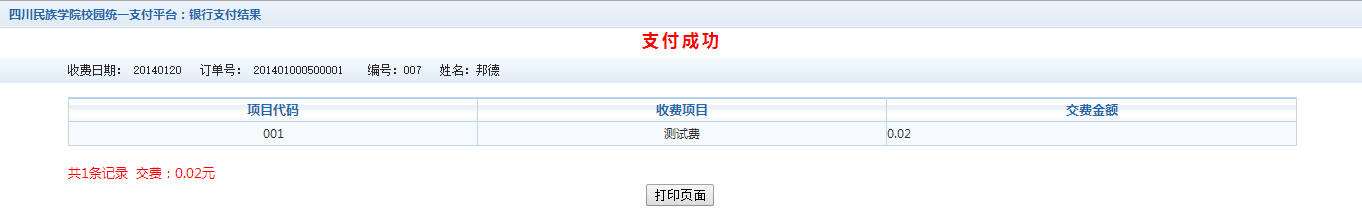 四川民族学院校园统一支付平台：银行支付结果
支付成功
收费日期： 20140120 订单号： 201401000500001 编号：007 姓名：邦德
项目代码 收费项目 交费金额
001 测试费 0.02
共1条记录 交费：0.02元
打印页面